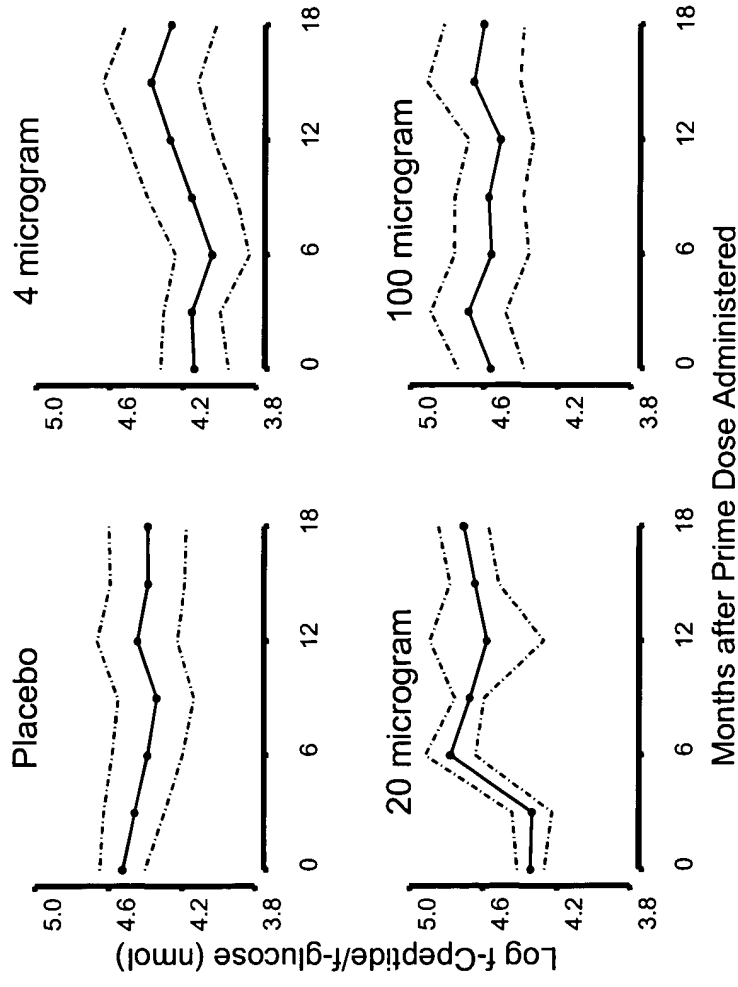 Placebo
5.0
4.6
4.2
3.8
0 6 12 18
4 microgram
5.0
4.6
4.2
3.8
0 6 12 18
20 microgram
5.0
4.6
4.2
3.8
0 6 12 18
100 microgram
5.0
4.6
4.2
3.8
0 6 12 18
Log f-Cpeptide/f-glucose (nmol)
Months after Prime Dose Administered